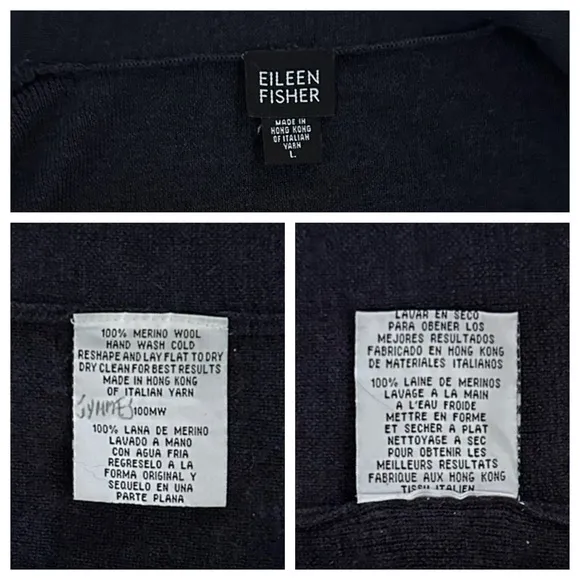 EILEEN
FISHER
MADE IN
HONG KONG
OF ITALIAN
YARN
L
100% MERINO WOOL
HAND WASH COLD
RESHAPE AND LAY FLAT TO DRY
DRY CLEAN FOR BEST RESULTS
MADE IN HONG KONG
OF ITALIAN YARN
SYMMES 100MW
100% LANA DE MERINO
LAVADO A MANO
CON AGUA FRIA
REGRESELO A LA
FORMA ORIGINAL Y
SEQUELO EN UNA
PARTE PLANA
LAVAR EN SECO
PARA OBENER LOS
MEJORES RESULTADOS
FABRICADO EN HONG KONG
DE MATERIALES ITALIANOS
100% LAINE DE MERINOS
LAVAGE A LA MAIN
A L'EAU FROIDE
METTRE EN FORME
ET SECHER A PLAT
NETTOYAGE A SEC
POUR OBTENIR LES
MEILLEURS RESULTATS
FABRIQUE AUX HONG KONG
TISSU ITALIEN